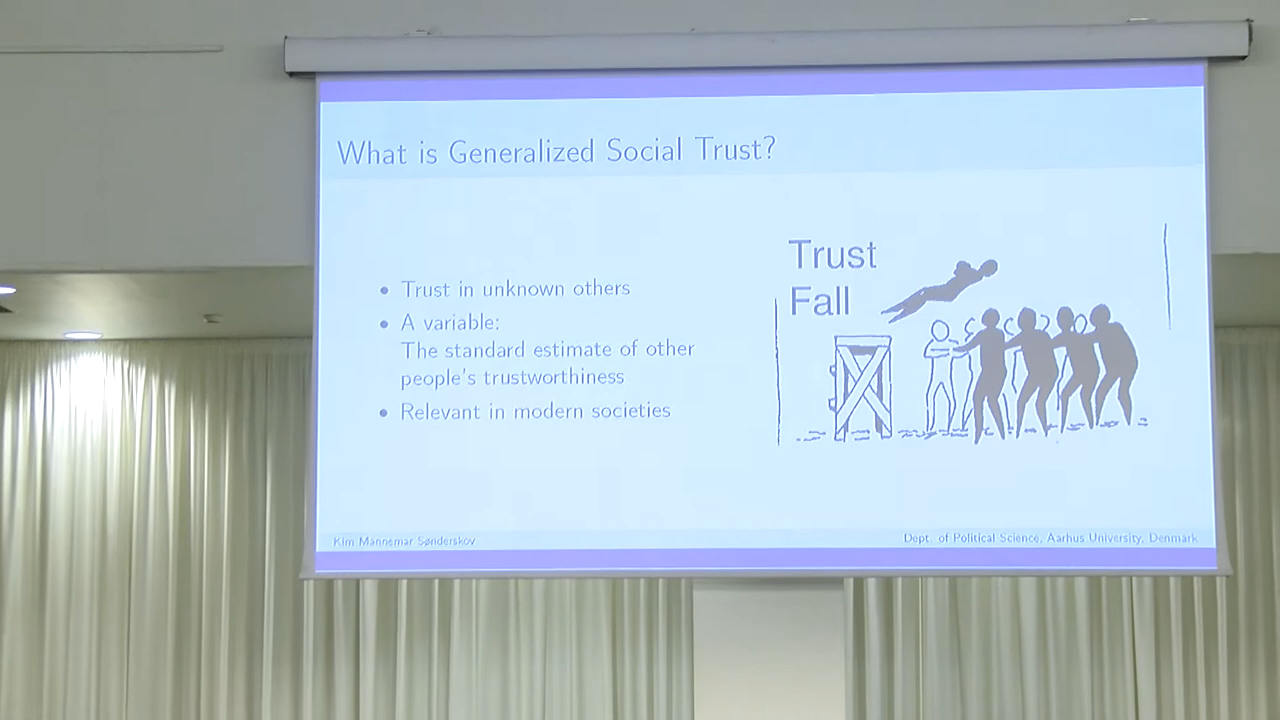 What is Generalized Social Trust?
• Trust in unknown others
• A variable:
The standard estimate of other
people's trustworthiness
• Relevant in modern societies
Trust
Fall
Kim Mannemar Sønderskov
Dept. of Political Science, Aarhus University, Denmark